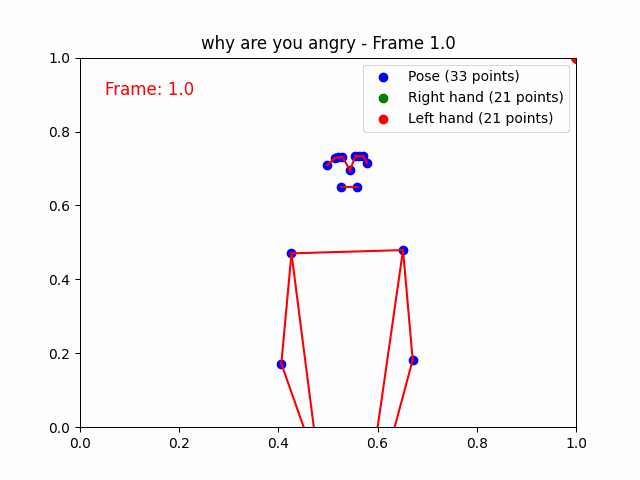 why are you angry - Frame 1.0
Frame: 1.0
Pose (33 points)
Right hand (21 points)
Left hand (21 points)
1.0
0.8
0.6
0.4
0.2
0.0
0.0 0.2 0.4 0.6 0.8 1.0